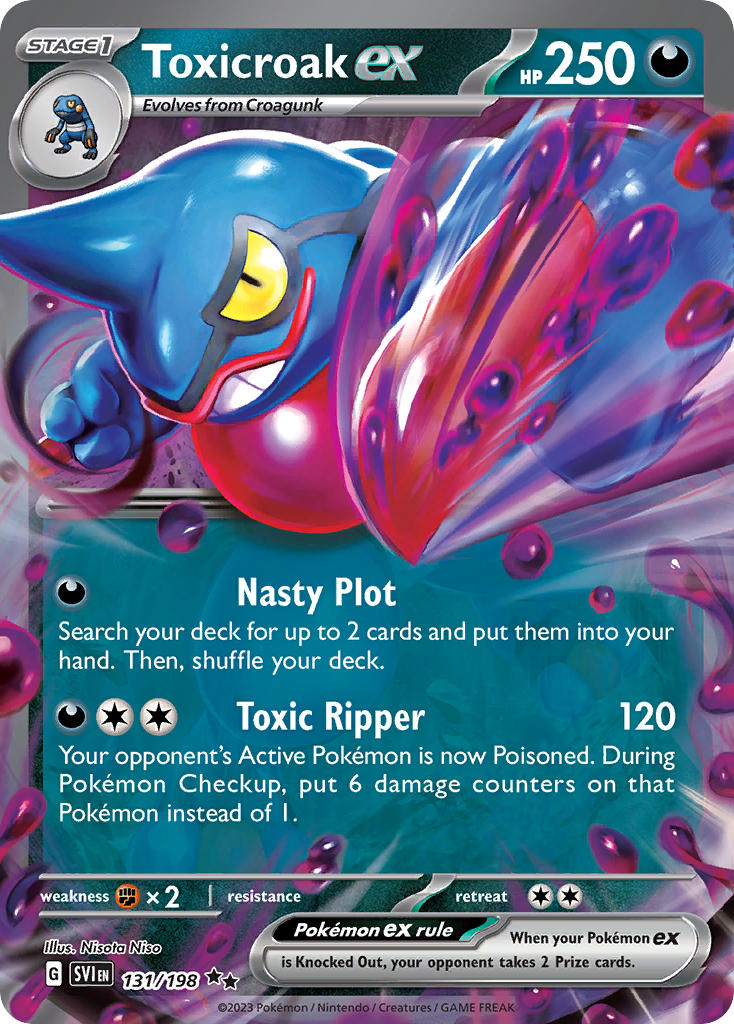 STAGE 1
Toxicroak ex
HP 250
Evolves from Croagunk
Nasty Plot
Search your deck for up to 2 cards and put them into your
hand. Then, shuffle your deck.
Toxic Ripper 120
Your opponent's Active Pokémon is now Poisoned. During
Pokémon Checkup, put 6 damage counters on that
Pokémon instead of 1.
weakness ×2 resistance retreat
Illus. Nisota Niso
Pokémon ex rule
When your Pokémon ex
is Knocked Out, your opponent takes 2 Prize cards.
G SVI EN 131/198
©2023 Pokémon / Nintendo / Creatures / GAME FREAK